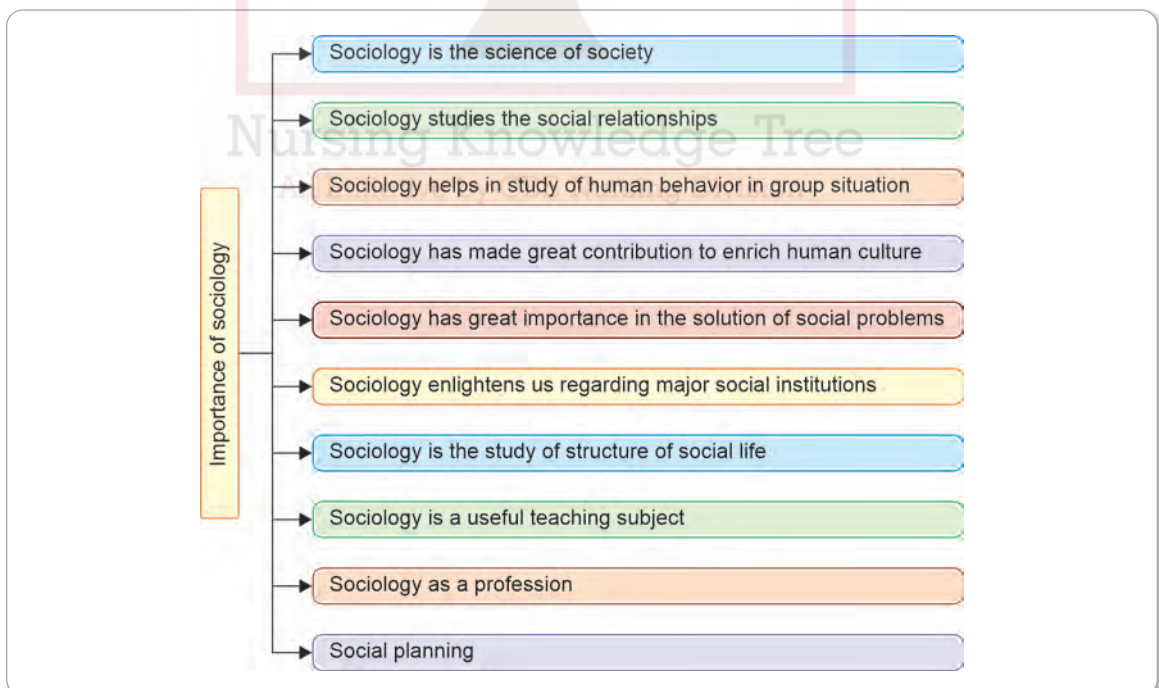 Sociology is the science of society
Sociology studies the social relationships
Nursing Knowledge Tree
Sociology helps in study of human behavior in group situation
Sociology has made great contribution to enrich human culture
Importance of sociology
Sociology has great importance in the solution of social problems
Sociology enlightens us regarding major social institutions
Sociology is the study of structure of social life
Sociology is a useful teaching subject
Sociology as a profession
Social planning